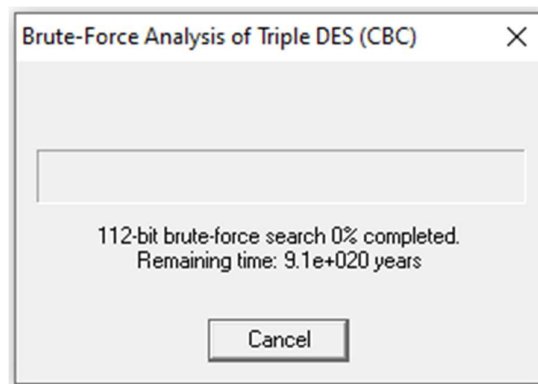 Brute-Force Analysis of Triple DES (CBC)
112-bit brute-force search 0% completed.
Remaining time: 9.1e+020 years
Cancel